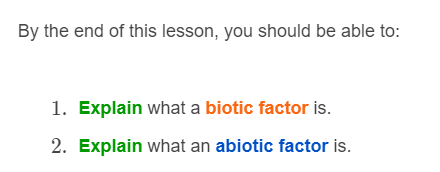 By the end of this lesson, you should be able to:
1. Explain what a biotic factor is.
2. Explain what an abiotic factor is.